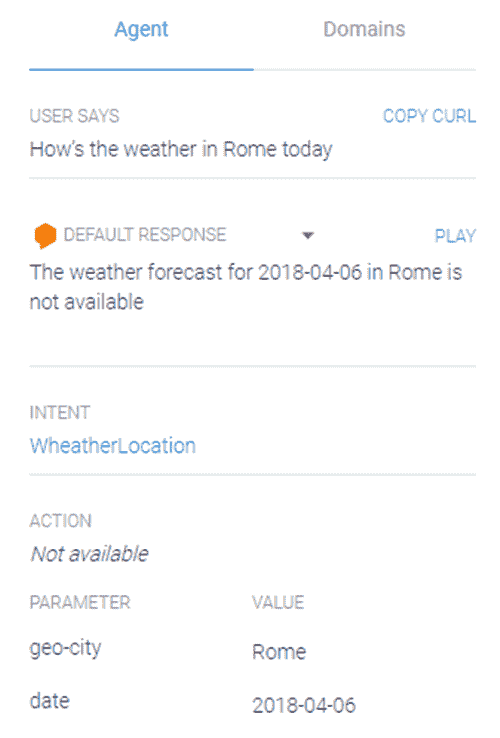 Agent Domains
USER SAYS COPY CURL
How's the weather in Rome today
DEFAULT RESPONSE PLAY
The weather forecast for 2018-04-06 in Rome is
not available
INTENT
WheatherLocation
ACTION
Not available
PARAMETER VALUE
geo-city Rome
date 2018-04-06